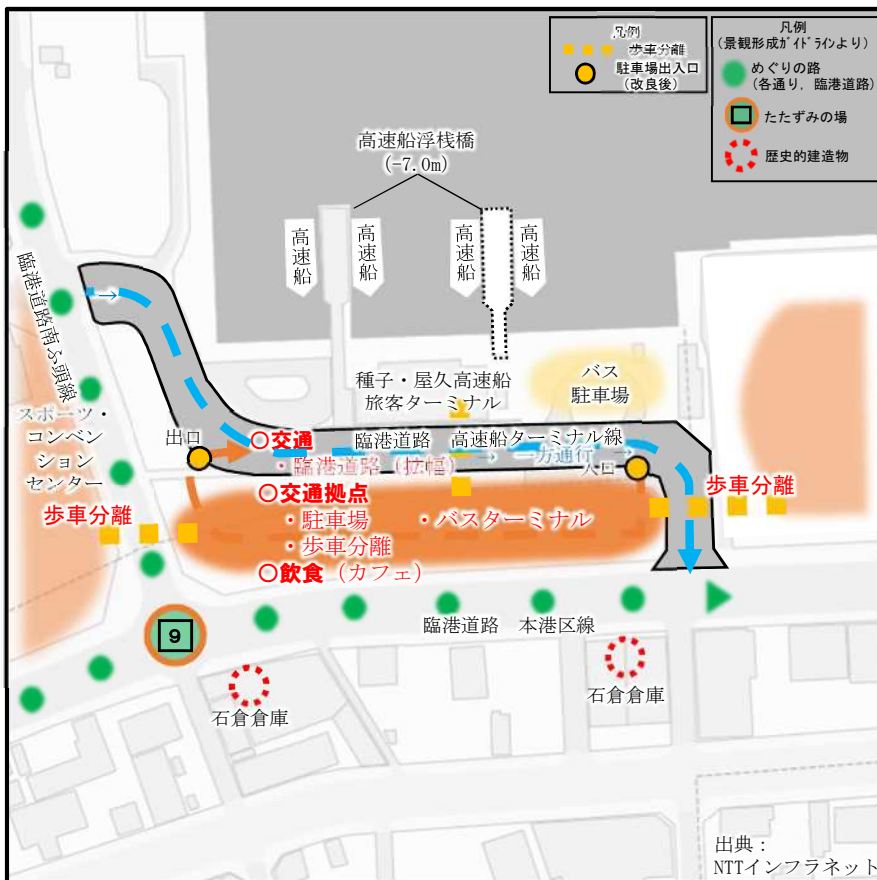 凡例
歩車分離
駐車場出入口
(改良後)
凡例
(景観形成ガイドラインより)
めぐりの路
(各通り，臨港道路)
たたずみの場
歴史的建造物
高速船浮桟橋
(-7.0m)
高速船
高速船
高速船
高速船
臨港道路南ふ頭線
種子・屋久高速船
旅客ターミナル
バス
駐車場
スポーツ・
コンベン
ション
センター
出口
○交通
臨港道路　高速船ターミナル線
・臨港道路（拡幅）
→ 一方通行 →
入口
歩車分離
歩車分離
○交通拠点
・駐車場　・バスターミナル
・歩車分離
○飲食（カフェ）
臨港道路　本港区線
9
石倉倉庫
石倉倉庫
出典：
NTTインフラネット